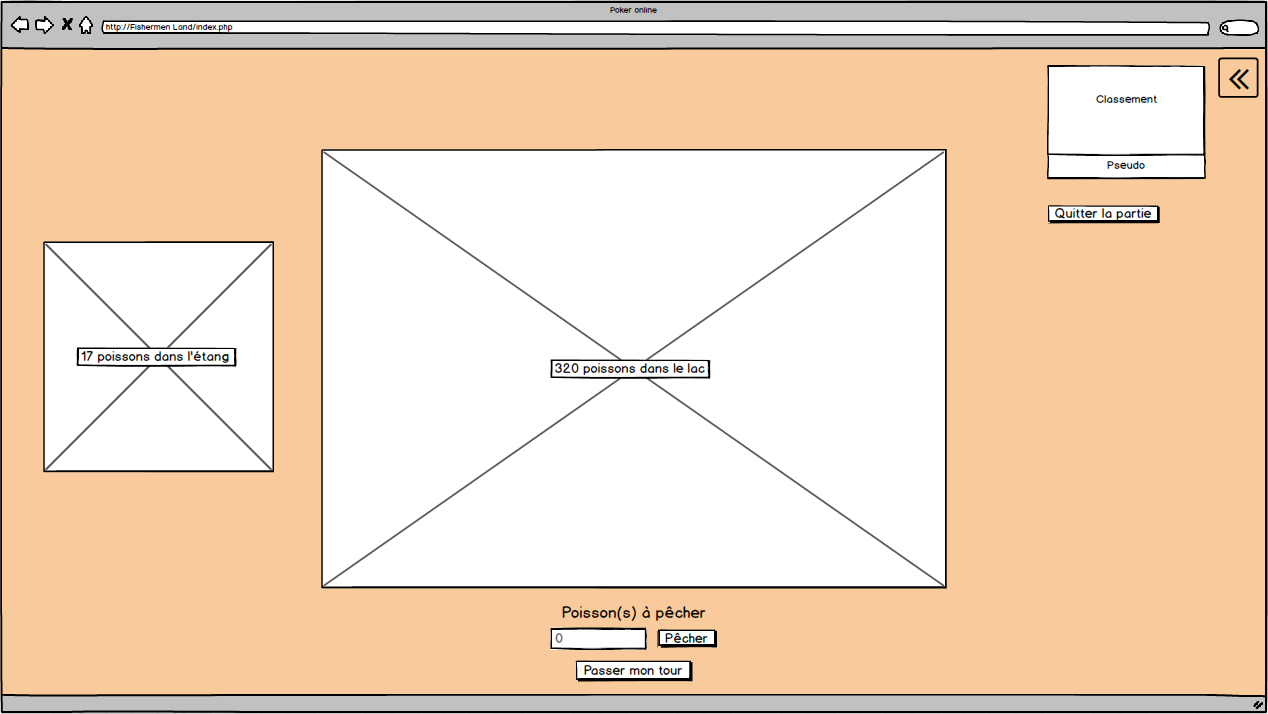 Poker online
http://Fishermen Land/index.php
Classement
Pseudo
Quitter la partie
17 poissons dans l'étang
320 poissons dans le lac
Poisson(s) à pêcher
0
Pêcher
Passer mon tour